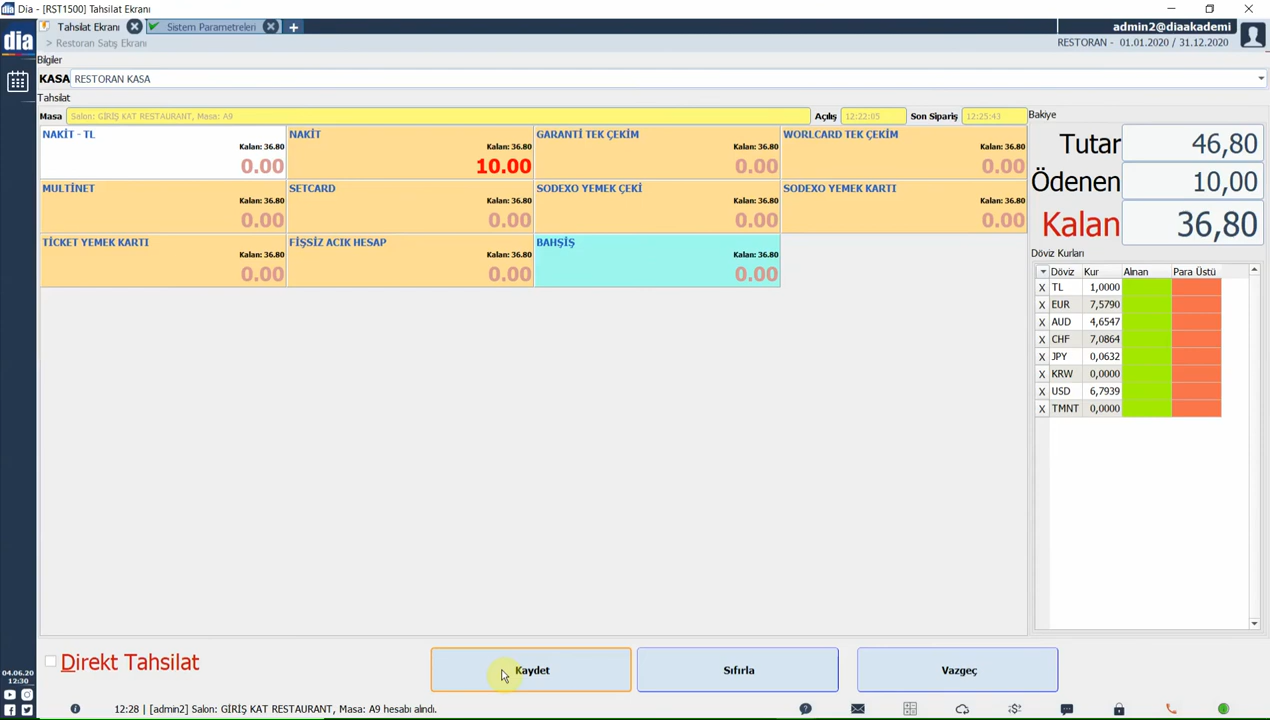 Dia - [RST1500] Tahsilat Ekranı
dia
Tahsilat Ekranı
Sistem Parametreleri
admin2@diaakademi
> Restoran Satış Ekranı
RESTORAN - 01.01.2020 / 31.12.2020
Bilgiler
KASA RESTORAN KASA
Tahsilat
Masa Salon: GİRİŞ KAT RESTAURANT, Masa: A9 Açılış 12:22:05 Son Sipariş 12:25:43
Bakiye
NAKİT - TL
Kalan: 36.80
0.00
NAKİT
Kalan: 36.80
10.00
GARANTİ TEK ÇEKİM
Kalan: 36.80
0.00
WORLCARD TEK ÇEKİM
Kalan: 36.80
0.00
MULTİNET
Kalan: 36.80
0.00
SETCARD
Kalan: 36.80
0.00
SODEXO YEMEK ÇEKİ
Kalan: 36.80
0.00
SODEXO YEMEK KARTI
Kalan: 36.80
0.00
TİCKET YEMEK KARTI
Kalan: 36.80
0.00
FİŞSİZ ACIK HESAP
Kalan: 36.80
0.00
BAHŞİŞ
Kalan: 36.80
0.00
Tutar 46,80
Ödenen 10,00
Kalan 36,80
Döviz Kurları
Döviz Kur Alınan Para Üstü
X TL 1,0000
X EUR 7,5790
X AUD 4,6547
X CHF 7,0864
X JPY 0,0632
X KRW 0,0000
X USD 6,7939
X TMNT 0,0000
Direkt Tahsilat
Kaydet
Sıfırla
Vazgeç
04.06.20
12:30
12:28 | [admin2] Salon: GİRİŞ KAT RESTAURANT, Masa: A9 hesabı alındı.